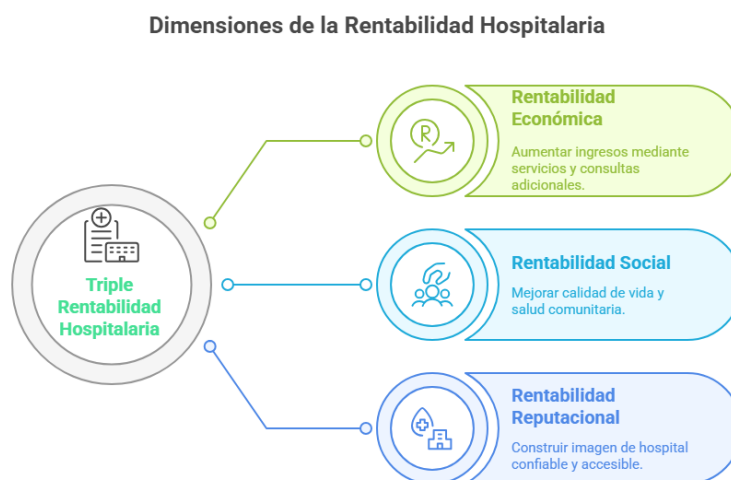 Dimensiones de la Rentabilidad Hospitalaria
Triple
Rentabilidad
Hospitalaria
Rentabilidad
Económica
Aumentar ingresos mediante
servicios y consultas
adicionales.
Rentabilidad Social
Mejorar calidad de vida y
salud comunitaria.
Rentabilidad
Reputacional
Construir imagen de hospital
confiable y accesible.